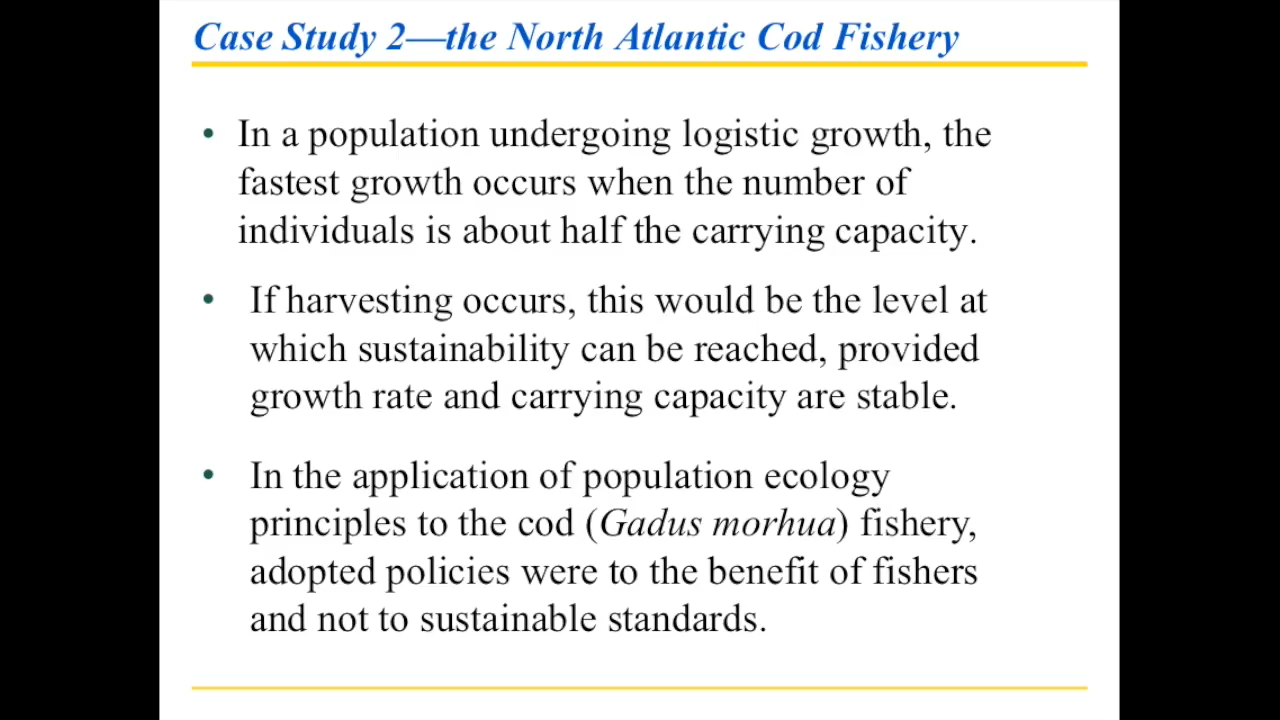 Case Study 2—the North Atlantic Cod Fishery
• In a population undergoing logistic growth, the
fastest growth occurs when the number of
individuals is about half the carrying capacity.
• If harvesting occurs, this would be the level at
which sustainability can be reached, provided
growth rate and carrying capacity are stable.
• In the application of population ecology
principles to the cod (Gadus morhua) fishery,
adopted policies were to the benefit of fishers
and not to sustainable standards.